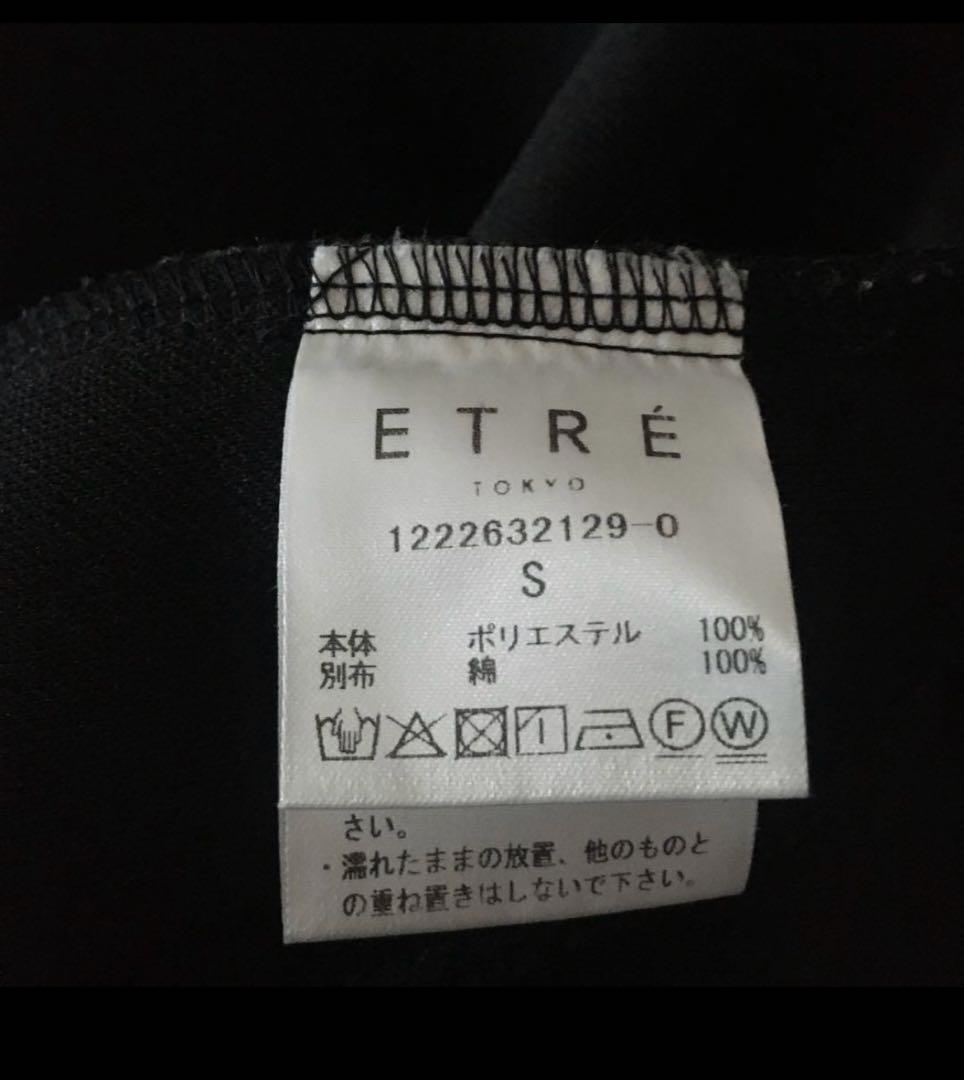 ETRÉ
TOKYO
1222632129-0
S
本体 ポリエステル 100%
別布 綿 100%
F W
さい。
・濡れたままの放置、他のものと
の重ね置きはしないで下さい。